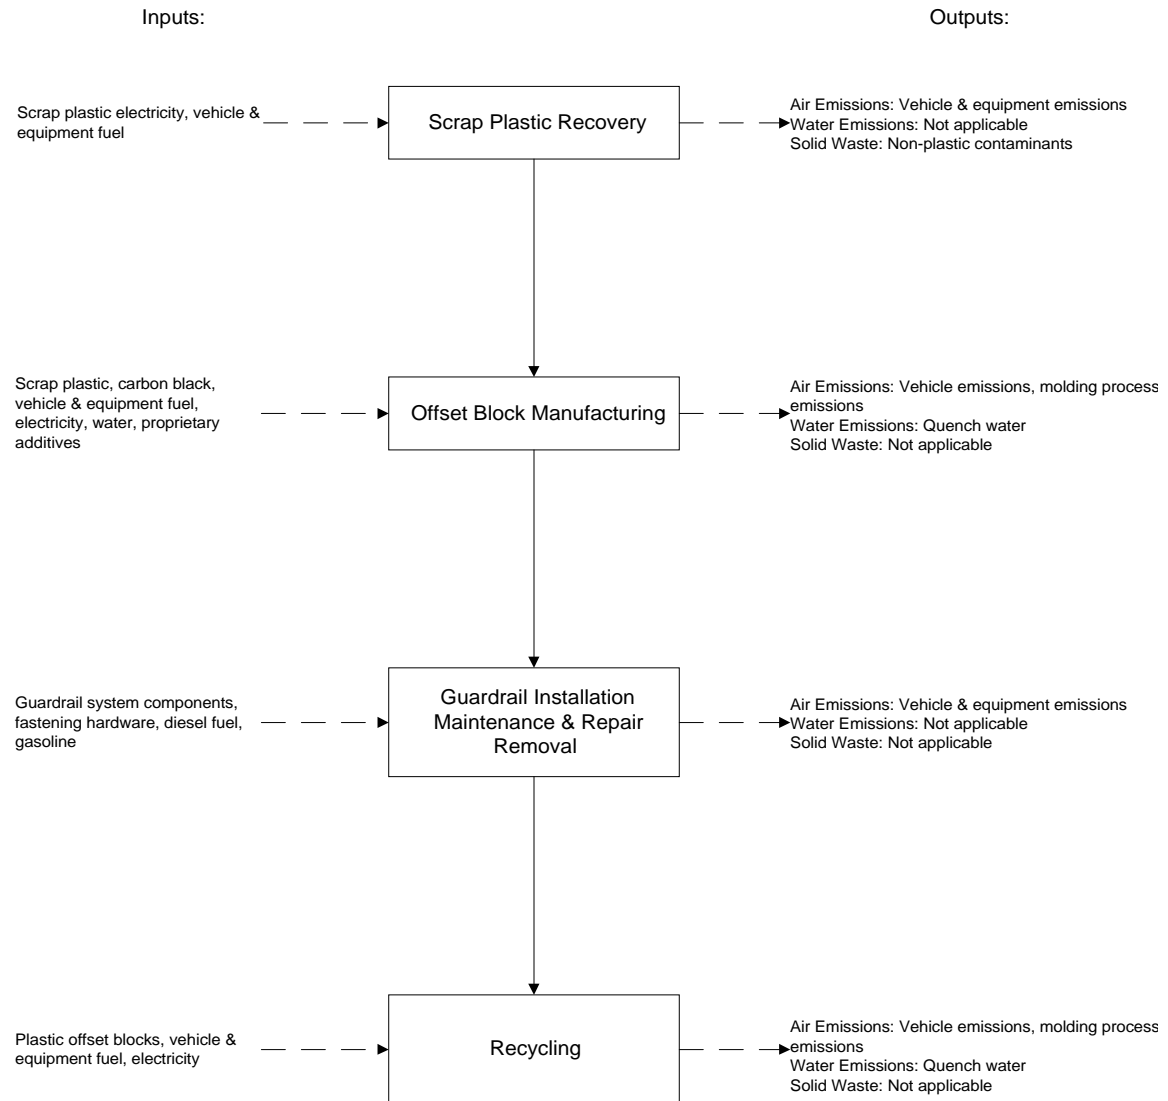 Inputs:
Outputs:
Scrap plastic electricity, vehicle &
equipment fuel
Scrap Plastic Recovery
Air Emissions: Vehicle & equipment emissions
Water Emissions: Not applicable
Solid Waste: Non-plastic contaminants
Scrap plastic, carbon black,
vehicle & equipment fuel,
electricity, water, proprietary
additives
Offset Block Manufacturing
Air Emissions: Vehicle emissions, molding process
emissions
Water Emissions: Quench water
Solid Waste: Not applicable
Guardrail system components,
fastening hardware, diesel fuel,
gasoline
Guardrail Installation
Maintenance & Repair
Removal
Air Emissions: Vehicle & equipment emissions
Water Emissions: Not applicable
Solid Waste: Not applicable
Plastic offset blocks, vehicle &
equipment fuel, electricity
Recycling
Air Emissions: Vehicle emissions, molding process
emissions
Water Emissions: Quench water
Solid Waste: Not applicable